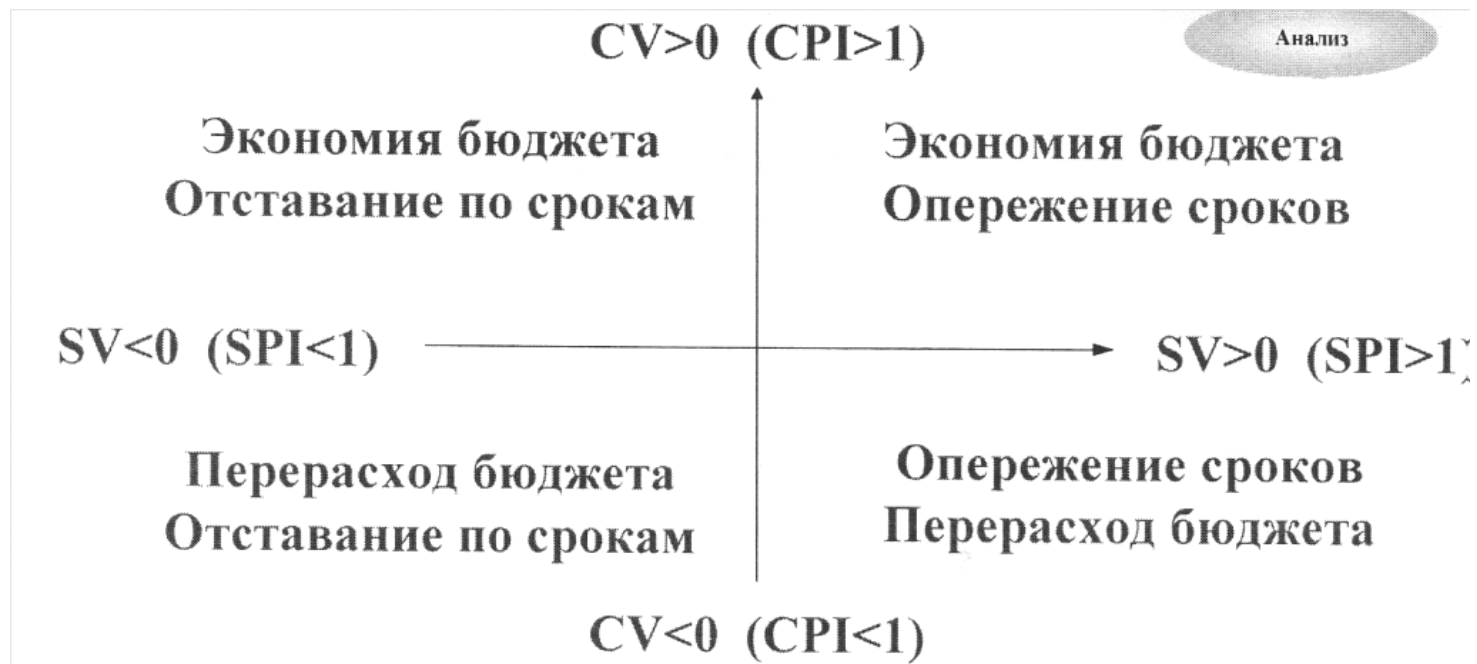 CV>0 (CPI>1)
Анализ
Экономия бюджета
Отставание по срокам
Экономия бюджета
Опережение сроков
SV<0 (SPI<1)
SV>0 (SPI>1)
Перерасход бюджета
Отставание по срокам
Опережение сроков
Перерасход бюджета
CV<0 (CPI<1)